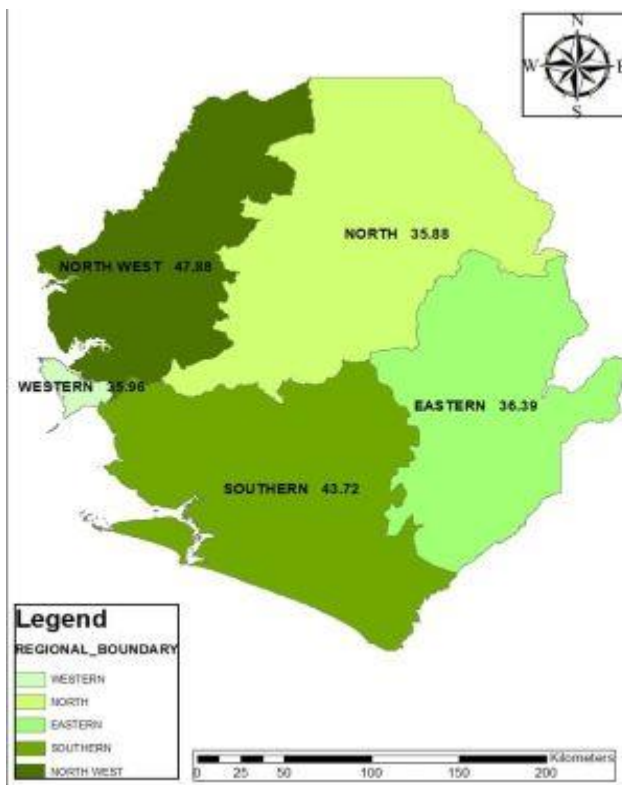 N
W E
S
NORTH 35.88
NORTH WEST 47.88
WESTERN 35.96
EASTERN 36.39
SOUTHERN 43.72
Legend
REGIONAL_BOUNDARY
WESTERN
NORTH
EASTERN
SOUTHERN
NORTH WEST
Kilometers
0 25 50 100 150 200